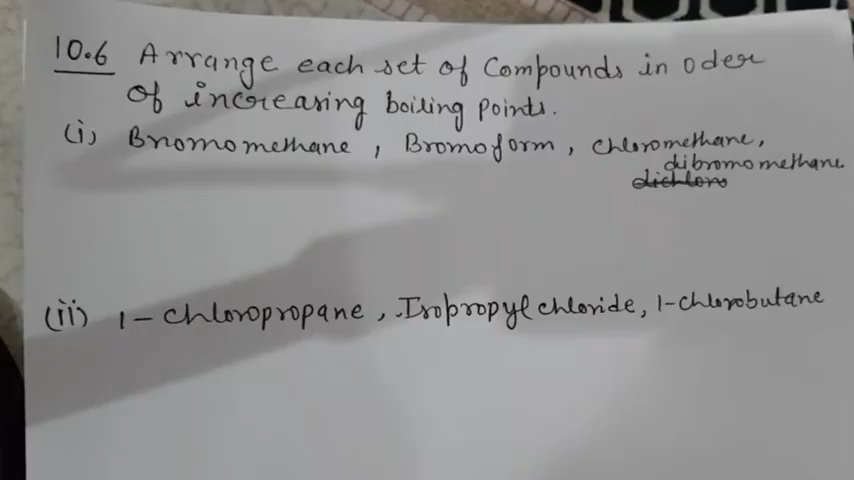 10.6 Arrange each set of Compounds in oder
of increasing boiling points.
(i) Bromomethane, Bromoform, chloromethane,
dibromomethane
dichloro
(ii) 1-chloropropane, Isopropyl chloride, 1-chlorobutane